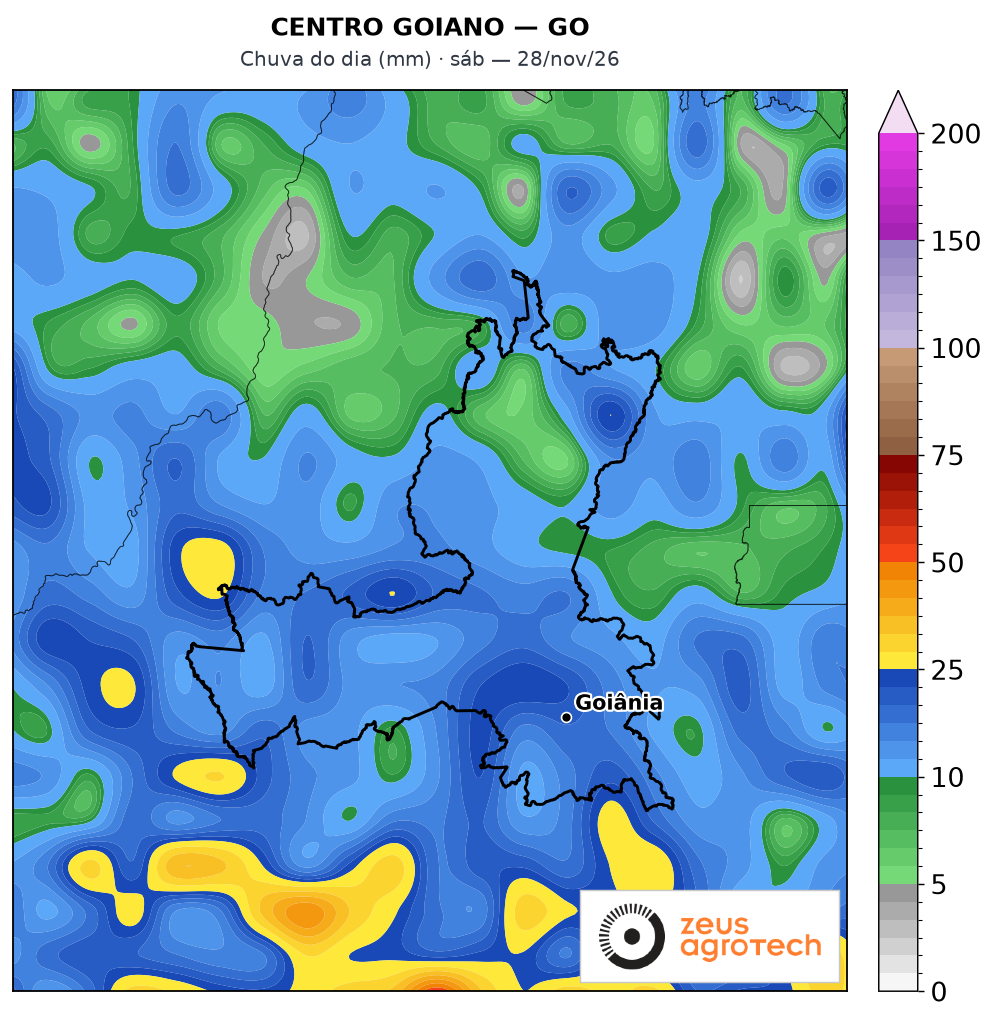 CENTRO GOIANO — GO
Chuva do dia (mm) · sáb — 28/nov/26
200
150
100
75
50
25
10
5
0
Goiânia
zeus
agrotech